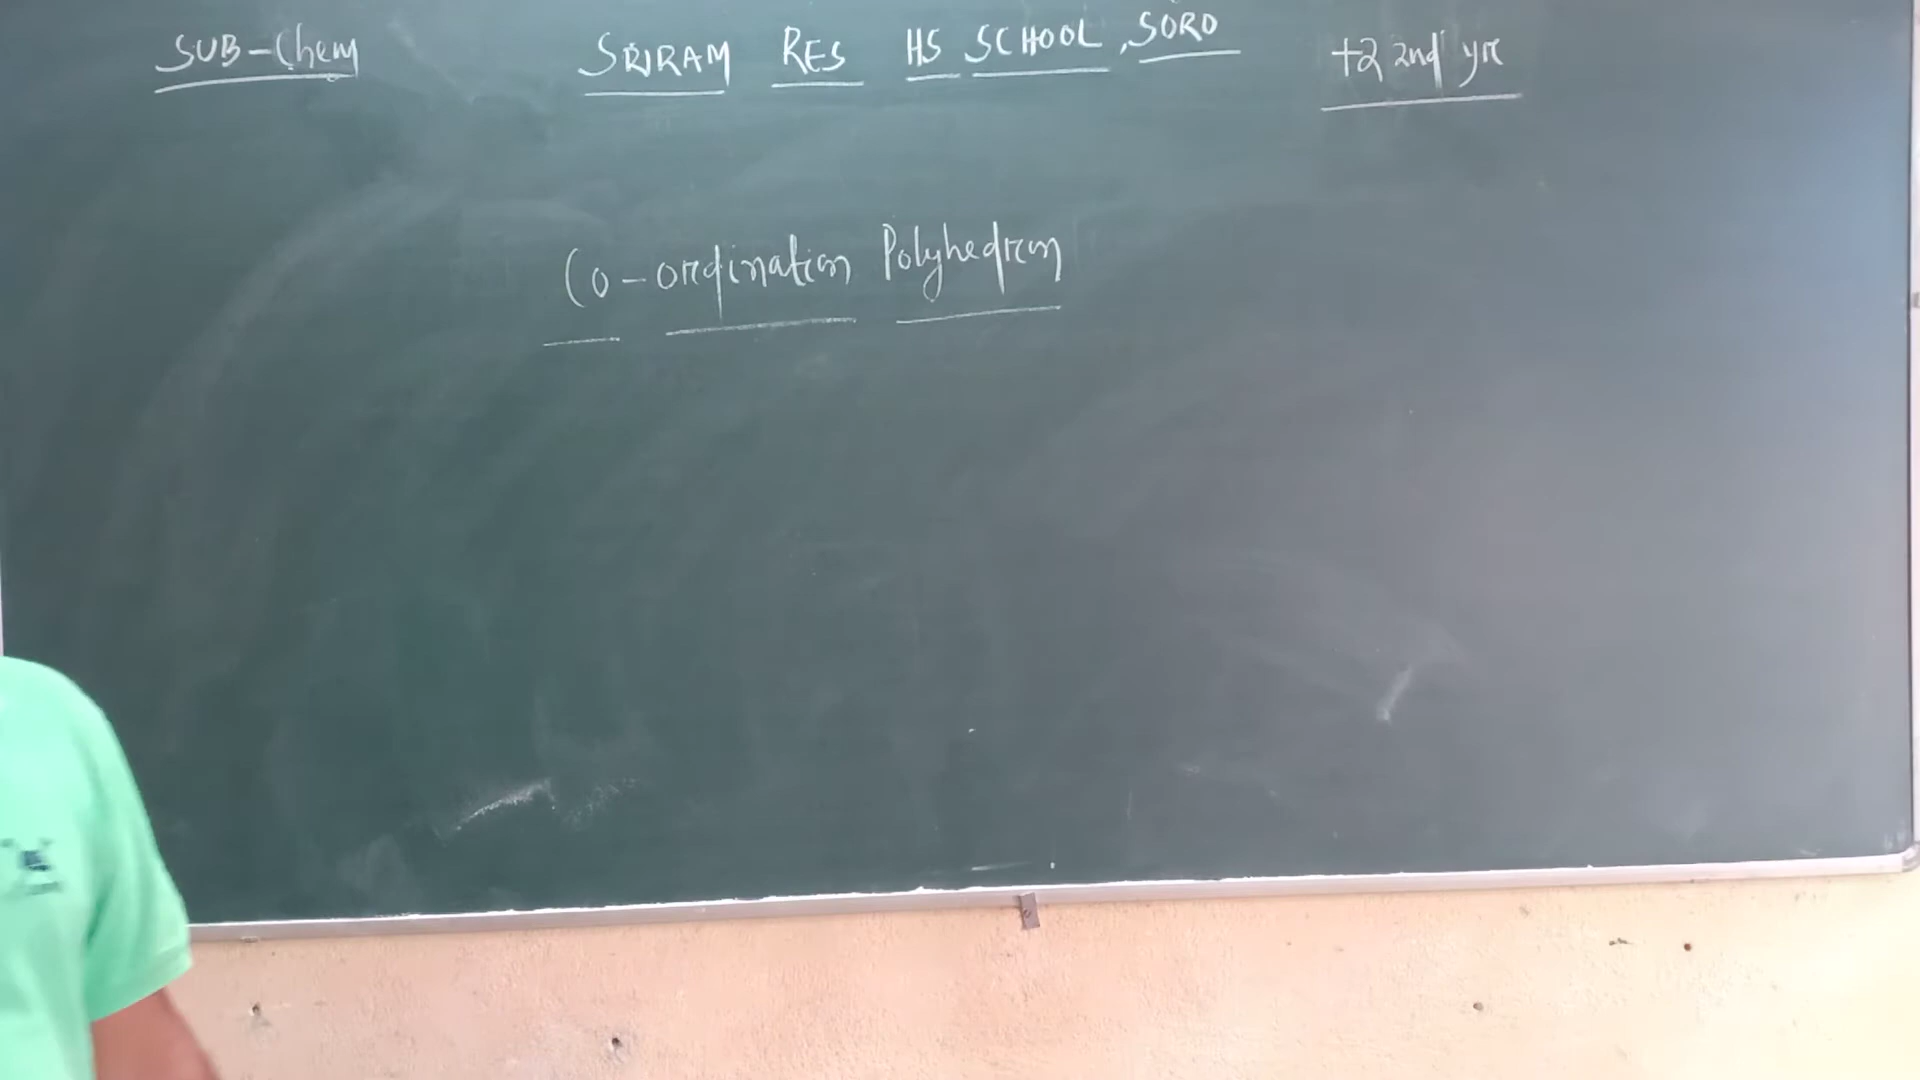 SUB-Chem SRIRAM RES HS SCHOOL, SORO +2 2nd yr
Co-ordination Polyhedron